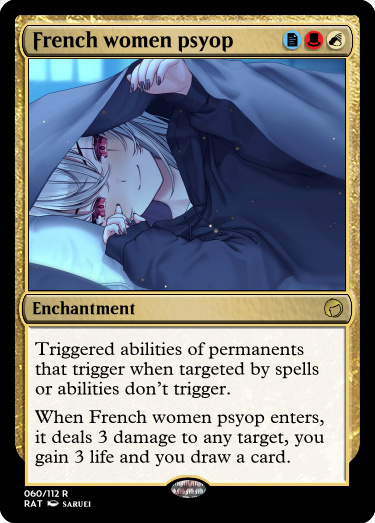 French women psyop
Enchantment
Triggered abilities of permanents
that trigger when targeted by spells
or abilities don't trigger.
When French women psyop enters,
it deals 3 damage to any target, you
gain 3 life and you draw a card.
060/112 R
RAT SARUEI